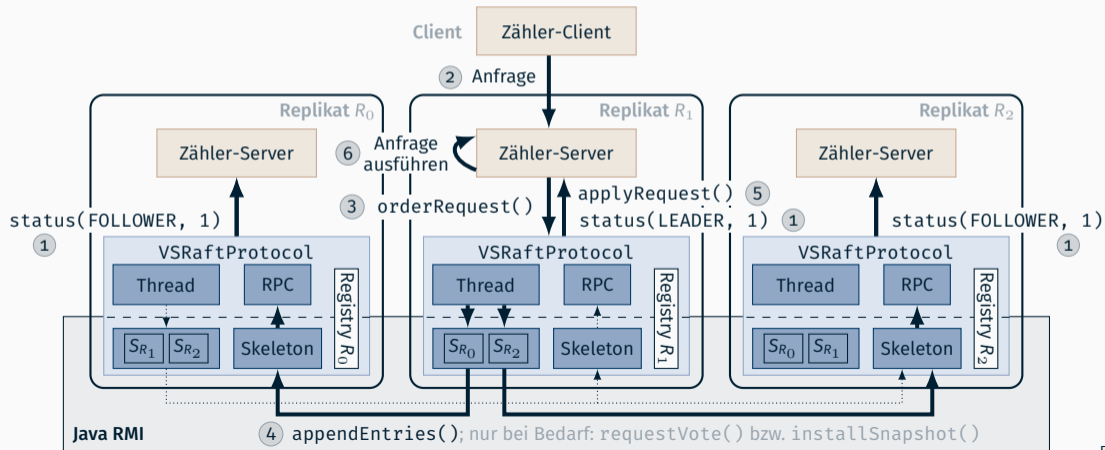 Client
Zähler-Client
2 Anfrage
Replikat R0
Replikat R1
Replikat R2
Zähler-Server
6 Anfrage
ausführen
Zähler-Server
Zähler-Server
3 orderRequest()
applyRequest() 5
status(FOLLOWER, 1)
1
status(LEADER, 1) 1
status(FOLLOWER, 1)
1
VSRaftProtocol
Thread
RPC
Registry R0
SR1 SR2
Skeleton
VSRaftProtocol
Thread
RPC
Registry R1
SR0 SR2
Skeleton
VSRaftProtocol
Thread
RPC
Registry R2
SR0 SR1
Skeleton
Java RMI
4 appendEntries(); nur bei Bedarf: requestVote() bzw. installSnapshot()